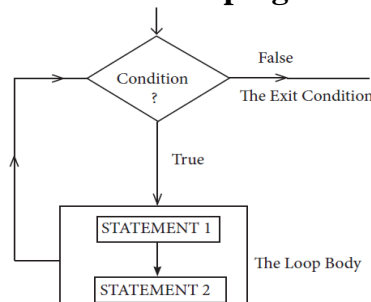 False
Condition
?
The Exit Condition
True
STATEMENT 1
The Loop Body
STATEMENT 2